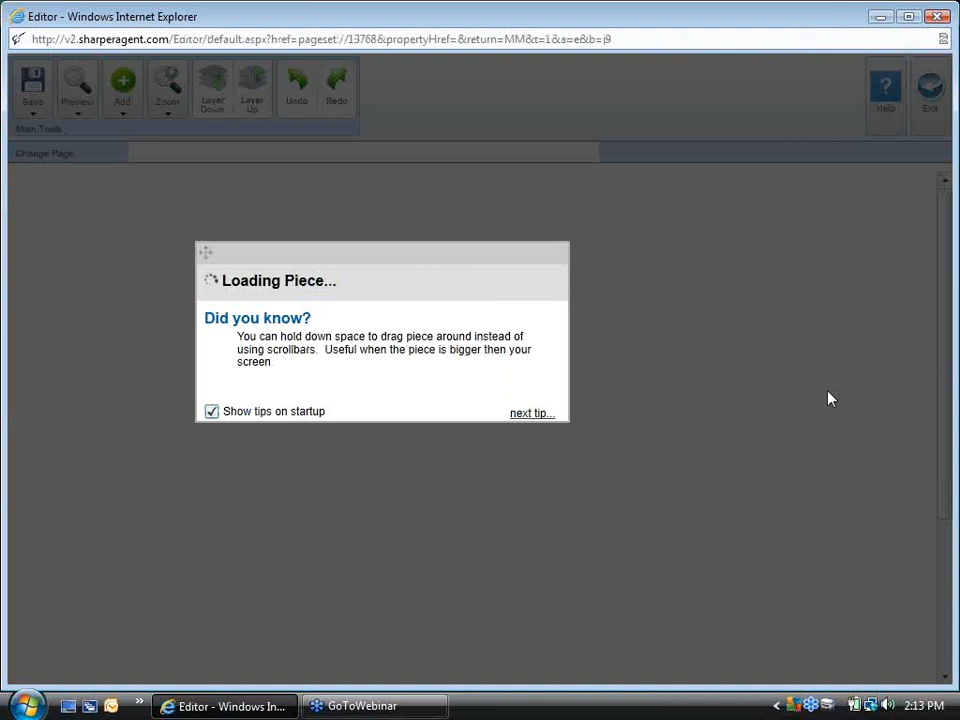 Editor - Windows Internet Explorer
http://v2.sharperagent.com/Editor/default.aspx?href=pageset://13768&propertyHref=&return=MM&t=1&a=e&b=j9
Save
Preview
Add
Zoom
Layer Down
Layer Up
Undo
Redo
Help
Exit
Main Tools
Change Page
Loading Piece...
Did you know?
You can hold down space to drag piece around instead of
using scrollbars. Useful when the piece is bigger then your
screen
Show tips on startup
next tip...
Editor - Windows In...
GoToWebinar
2:13 PM